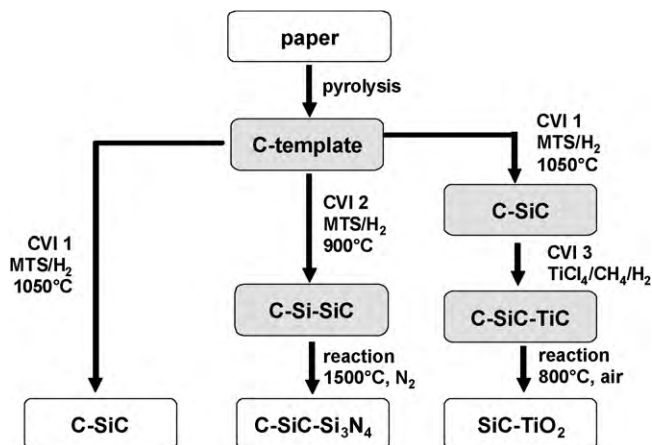 paper
pyrolysis
C-template
CVI 1
MTS/H₂
1050°C
C-SiC
CVI 2
MTS/H₂
900°C
C-Si-SiC
reaction
1500°C, N₂
C-SiC-Si₃N₄
CVI 1
MTS/H₂
1050°C
C-SiC
CVI 3
TiCl₄/CH₄/H₂
C-SiC-TiC
reaction
800°C, air
SiC-TiO₂